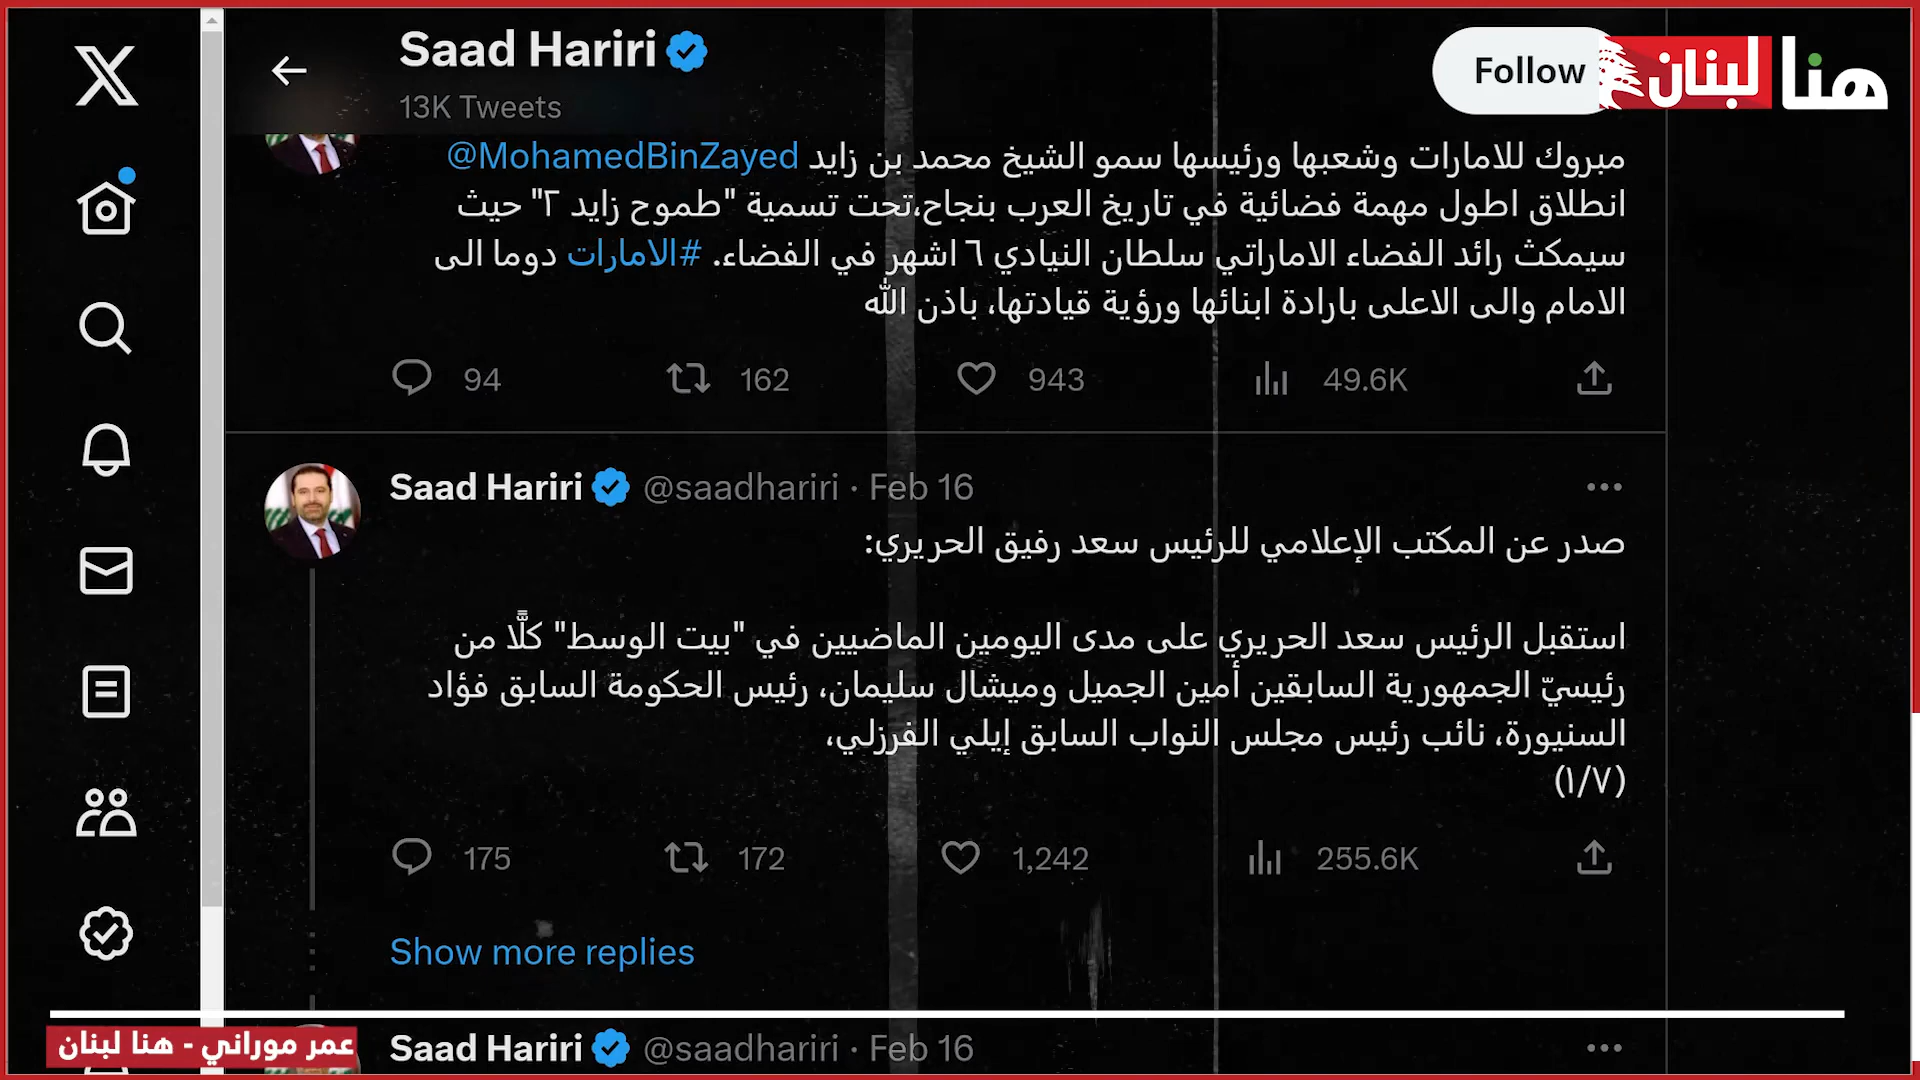 Saad Hariri
13K Tweets
Follow
هنا لبنان
مبروك للامارات وشعبها ورئيسها سمو الشيخ محمد بن زايد @MohamedBinZayed
انطلاق اطول مهمة فضائية في تاريخ العرب بنجاح،تحت تسمية "طموح زايد ٢" حيث
سيمكث رائد الفضاء الاماراتي سلطان النيادي ٦ اشهر في الفضاء. #الامارات دوما الى
الامام والى الاعلى بارادة ابنائها ورؤية قيادتها، باذن الله
94 162 943 49.6K
Saad Hariri @saadhariri · Feb 16
صدر عن المكتب الإعلامي للرئيس سعد رفيق الحريري:
استقبل الرئيس سعد الحريري على مدى اليومين الماضيين في "بيت الوسط" كلًّا من
رئيسيّ الجمهورية السابقين أمين الجميل وميشال سليمان، رئيس الحكومة السابق فؤاد
السنيورة، نائب رئيس مجلس النواب السابق إيلي الفرزلي،
(١/٧)
175 172 1,242 255.6K
Show more replies
Saad Hariri @saadhariri · Feb 16
عمر موراني - هنا لبنان